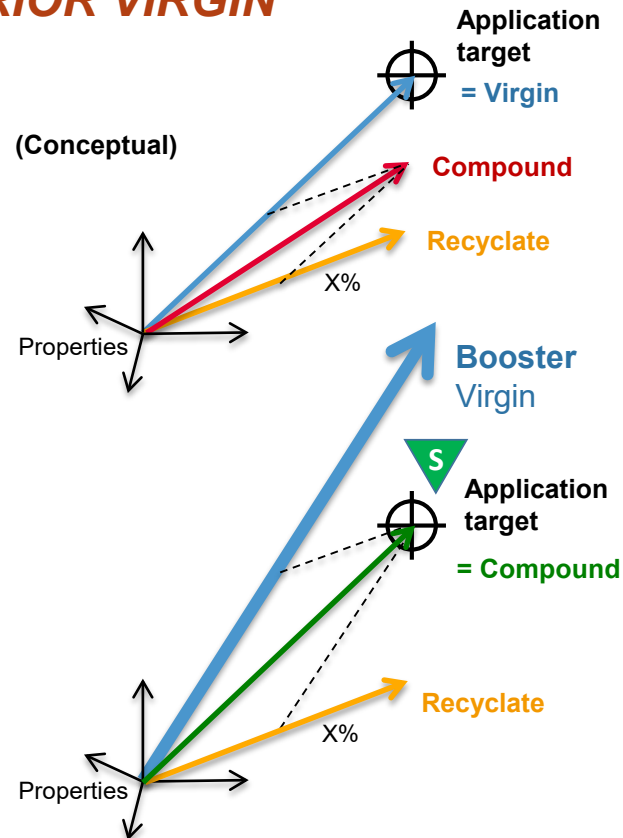 RIOR VIRGIN
Application
target
= Virgin
(Conceptual)
Compound
Recyclate
X%
Properties
Booster
Virgin
S
Application
target
= Compound
Recyclate
X%
Properties